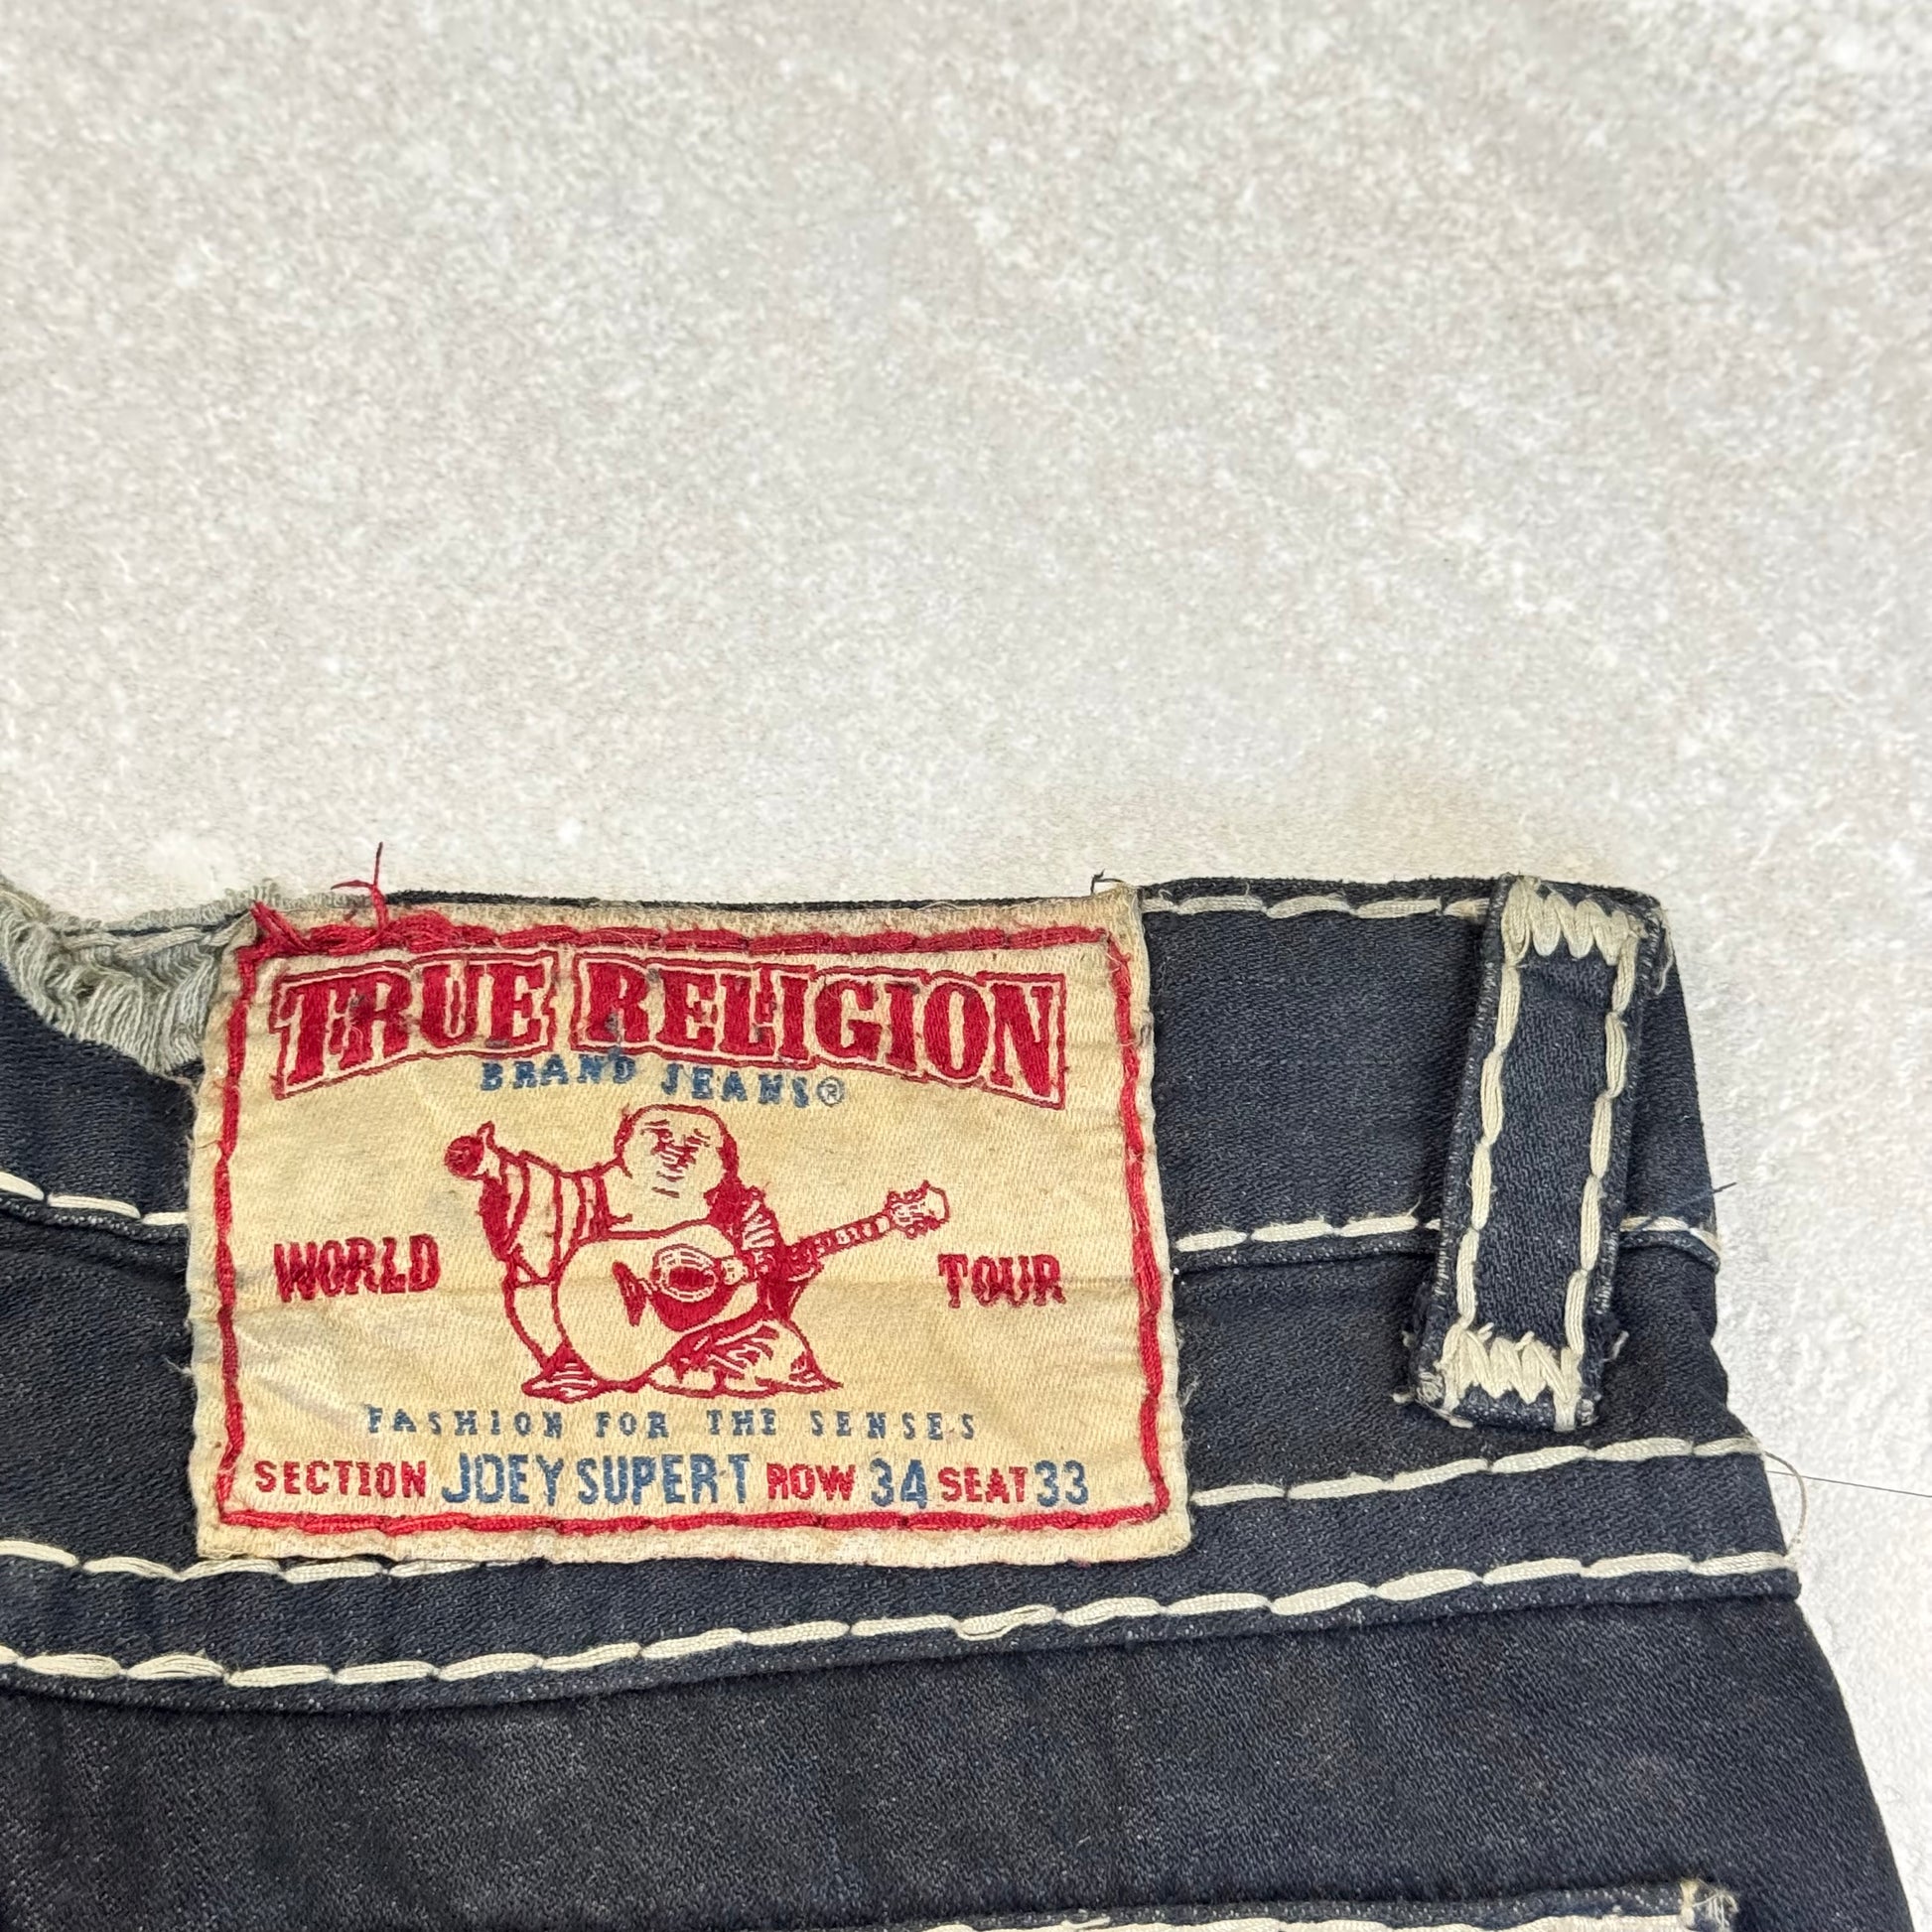 TRUE RELIGION
BRAND JEANS®
WORLD TOUR
FASHION FOR THE SENSES
SECTION JOEY SUPER T ROW 34 SEAT 33